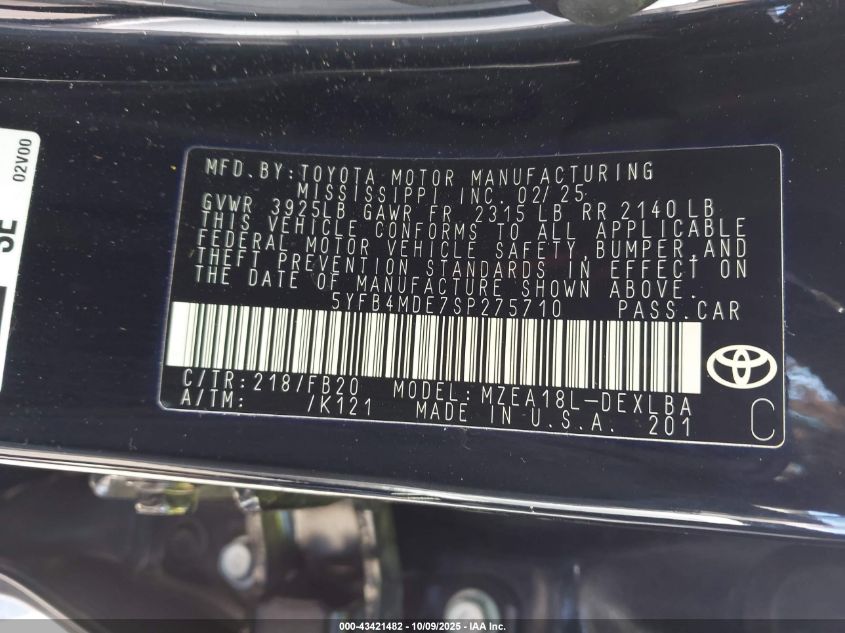 02V00
SE
MFD. BY: TOYOTA MOTOR MANUFACTURING
MISSISSIPPI INC. 02/25
GVWR 3925LB GAWR FR 2315 LB RR 2140 LB
THIS VEHICLE CONFORMS TO ALL APPLICABLE
FEDERAL MOTOR VEHICLE SAFETY, BUMPER, AND
THEFT PREVENTION STANDARDS IN EFFECT ON
THE DATE OF MANUFACTURE SHOWN ABOVE.
5YFB4MDE7SP275710 PASS. CAR
C/TR: 218/FB20 MODEL: MZEA18L-DEXLBA
A/TM: /K121 MADE IN U.S.A. 201
C
000-43421482 - 10/09/2025 - IAA Inc.